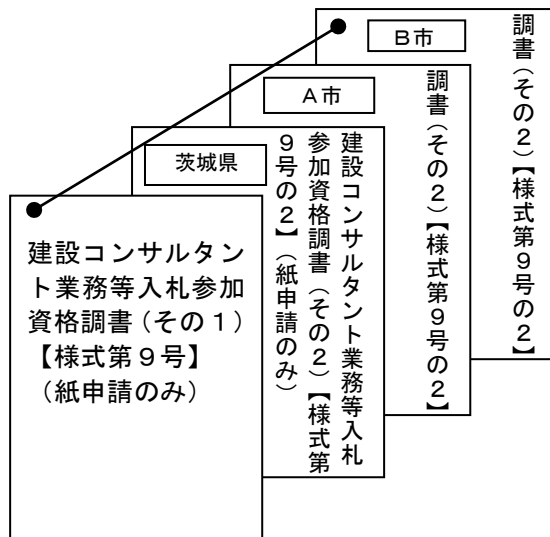 建設コンサルタン
ト業務等入札参加
資格調書（その１）
【様式第９号】
（紙申請のみ）
茨城県
建設コンサルタント業務等入札
参加資格調書（その２）【様式第
９号の２】（紙申請のみ）
Ａ市
調書（その２）【様式第９号の２】
Ｂ市
調書（その２）【様式第９号の２】